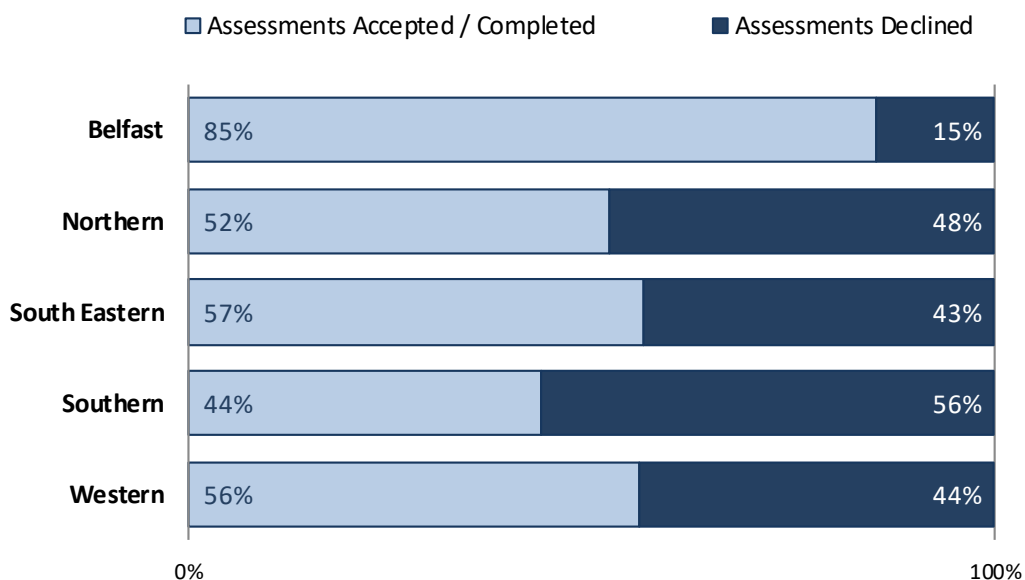 Assessments Accepted / Completed Assessments Declined
Belfast 85% 15%
Northern 52% 48%
South Eastern 57% 43%
Southern 44% 56%
Western 56% 44%
0% 100%